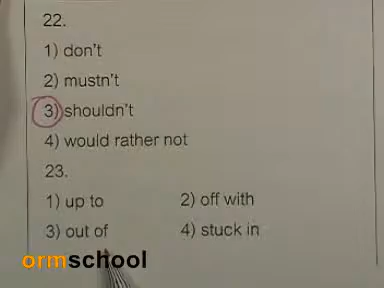 22.
1) don't
2) mustn't
3) shouldn't
4) would rather not
23.
1) up to 2) off with
3) out of 4) stuck in
ormschool